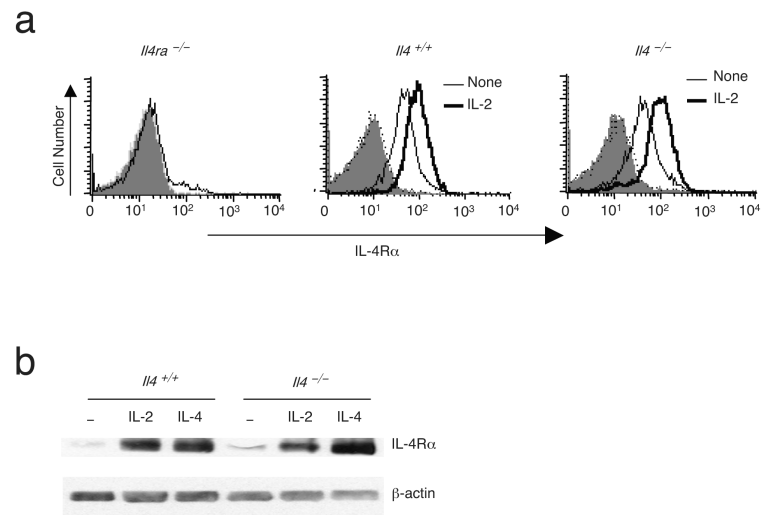 a
Il4ra –/–
Il4 +/+
Il4 –/–
None
IL-2
None
IL-2
Cell Number
0 10¹ 10² 10³ 10⁴
0 10¹ 10² 10³ 10⁴
0 10¹ 10² 10³ 10⁴
IL-4Rα
b
Il4 +/+
Il4 –/–
– IL-2 IL-4 – IL-2 IL-4
IL-4Rα
β-actin